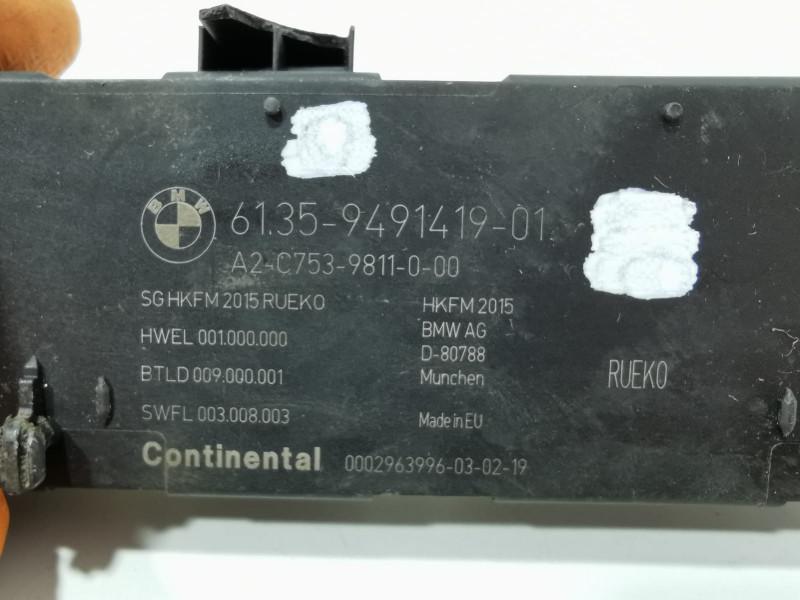 BMW
61.35-9491419-01
A2-C753-9811-0-00
SG HKFM 2015 RUEKO
HWEL 001.000.000
BTLD 009.000.001
SWFL 003.008.003
HKFM 2015
BMW AG
D-80788
Munchen
Made in EU
RUEKO
Continental 0002963996-03-02-19